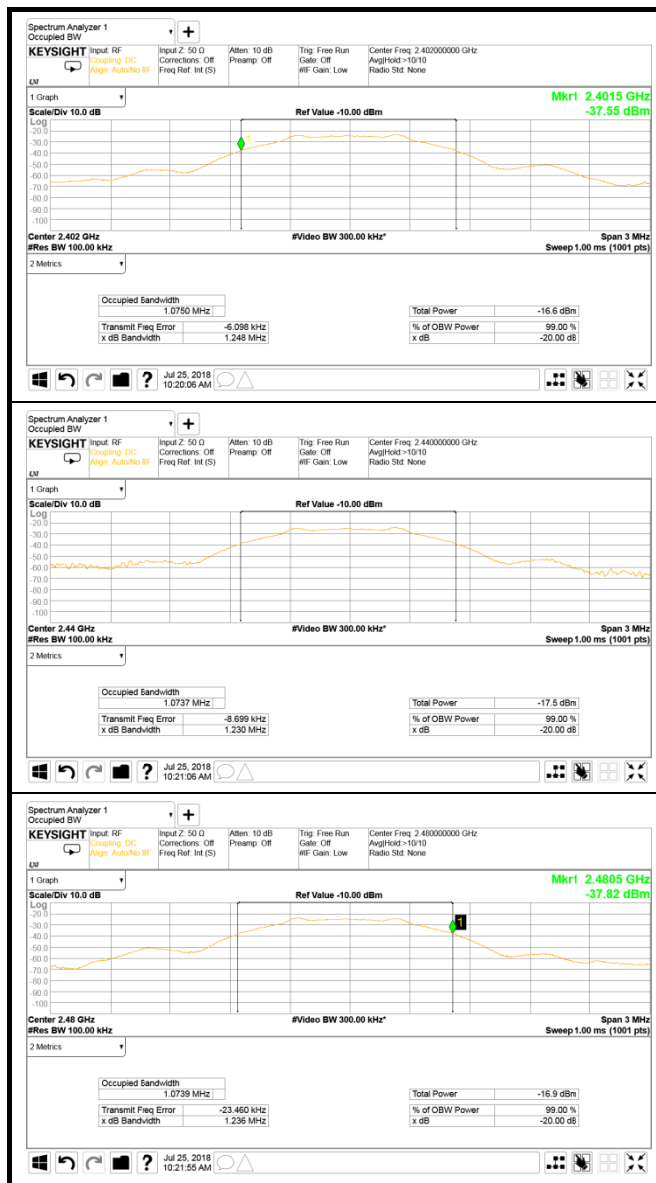 Spectrum Analyzer 1
Occupied BW
KEYSIGHT Input: RF Input Z: 50 Ω Atten: 10 dB Trig: Free Run Center Freq: 2.402000000 GHz
Coupling: DC Corrections: Off Preamp: Off Gate: Off Avg|Hold:>10/10
Align: Auto/No RF Freq Ref: Int (S) #IF Gain: Low Radio Std: None
LXI
1 Graph Mkr1 2.4015 GHz
Scale/Div 10.0 dB Ref Value -10.00 dBm -37.55 dBm
Log
-20.0
-30.0
-40.0
-50.0
-60.0
-70.0
-80.0
-90.0
-100
Center 2.402 GHz #Video BW 300.00 kHz* Span 3 MHz
#Res BW 100.00 kHz Sweep 1.00 ms (1001 pts)
2 Metrics
Occupied Bandwidth
1.0750 MHz Total Power -16.6 dBm
Transmit Freq Error -6.098 kHz % of OBW Power 99.00 %
x dB Bandwidth 1.248 MHz x dB -20.00 dB
? Jul 25, 2018
10:20:06 AM
Spectrum Analyzer 1
Occupied BW
KEYSIGHT Input: RF Input Z: 50 Ω Atten: 10 dB Trig: Free Run Center Freq: 2.440000000 GHz
Coupling: DC Corrections: Off Preamp: Off Gate: Off Avg|Hold:>10/10
Align: Auto/No RF Freq Ref: Int (S) #IF Gain: Low Radio Std: None
LXI
1 Graph
Scale/Div 10.0 dB Ref Value -10.00 dBm
Log
-20.0
-30.0
-40.0
-50.0
-60.0
-70.0
-80.0
-90.0
-100
Center 2.44 GHz #Video BW 300.00 kHz* Span 3 MHz
#Res BW 100.00 kHz Sweep 1.00 ms (1001 pts)
2 Metrics
Occupied Bandwidth
1.0737 MHz Total Power -17.5 dBm
Transmit Freq Error -8.699 kHz % of OBW Power 99.00 %
x dB Bandwidth 1.230 MHz x dB -20.00 dB
? Jul 25, 2018
10:21:06 AM
Spectrum Analyzer 1
Occupied BW
KEYSIGHT Input: RF Input Z: 50 Ω Atten: 10 dB Trig: Free Run Center Freq: 2.480000000 GHz
Coupling: DC Corrections: Off Preamp: Off Gate: Off Avg|Hold:>10/10
Align: Auto/No RF Freq Ref: Int (S) #IF Gain: Low Radio Std: None
LXI
1 Graph Mkr1 2.4805 GHz
Scale/Div 10.0 dB Ref Value -10.00 dBm -37.82 dBm
Log
1
-20.0
-30.0
-40.0
-50.0
-60.0
-70.0
-80.0
-90.0
-100
Center 2.48 GHz #Video BW 300.00 kHz* Span 3 MHz
#Res BW 100.00 kHz Sweep 1.00 ms (1001 pts)
2 Metrics
Occupied Bandwidth
1.0739 MHz Total Power -16.9 dBm
Transmit Freq Error -23.460 kHz % of OBW Power 99.00 %
x dB Bandwidth 1.236 MHz x dB -20.00 dB
? Jul 25, 2018
10:21:55 AM